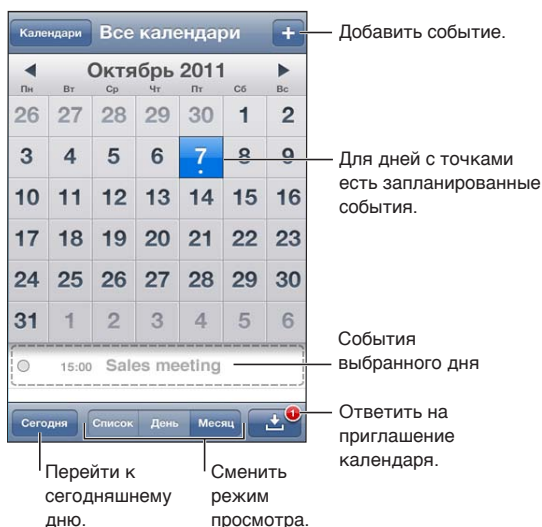 Календари Все календари +
Добавить событие.
Октябрь 2011
Пн Вт Ср Чт Пт Сб Вс
26 27 28 29 30 1 2
3 4 5 6 7 8 9
Для дней с точками
есть запланированные
события.
10 11 12 13 14 15 16
17 18 19 20 21 22 23
24 25 26 27 28 29 30
31 1 2 3 4 5 6
События
выбранного дня
15:00 Sales meeting
Сегодня Список День Месяц 1
Ответить на
приглашение
календаря.
Перейти к
сегодняшнему
дню.
Сменить
режим
просмотра.